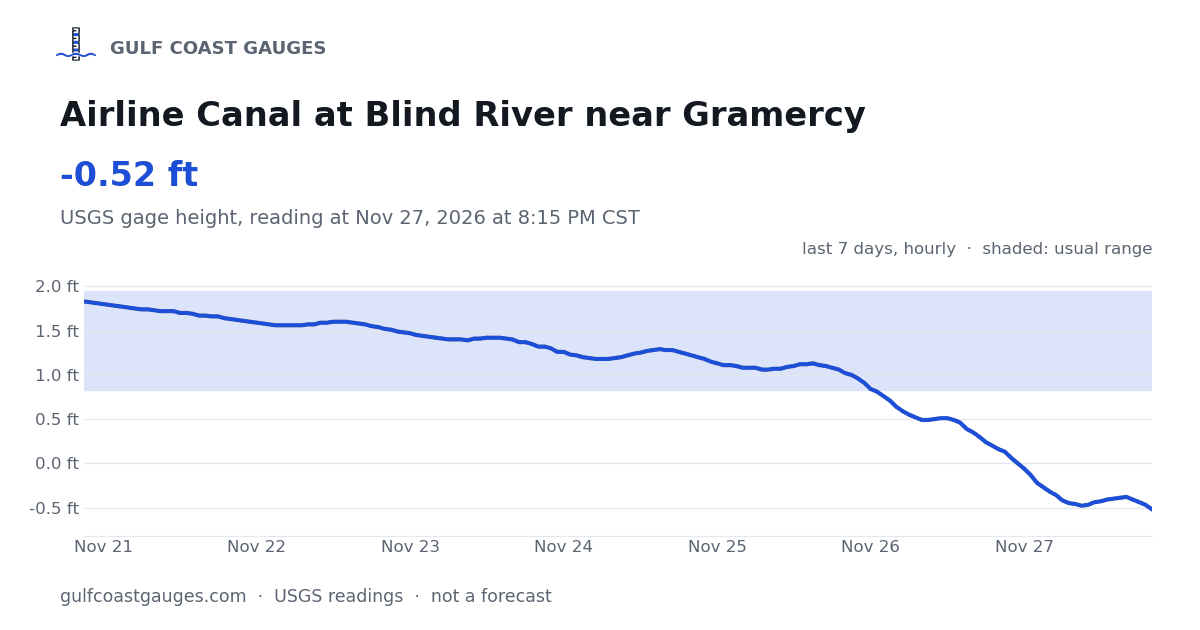 GULF COAST GAUGES
Airline Canal at Blind River near Gramercy
-0.52 ft
USGS gage height, reading at Nov 27, 2026 at 8:15 PM CST
last 7 days, hourly · shaded: usual range
2.0 ft
1.5 ft
1.0 ft
0.5 ft
0.0 ft
-0.5 ft
Nov 21 Nov 22 Nov 23 Nov 24 Nov 25 Nov 26 Nov 27
gulfcoastgauges.com · USGS readings · not a forecast